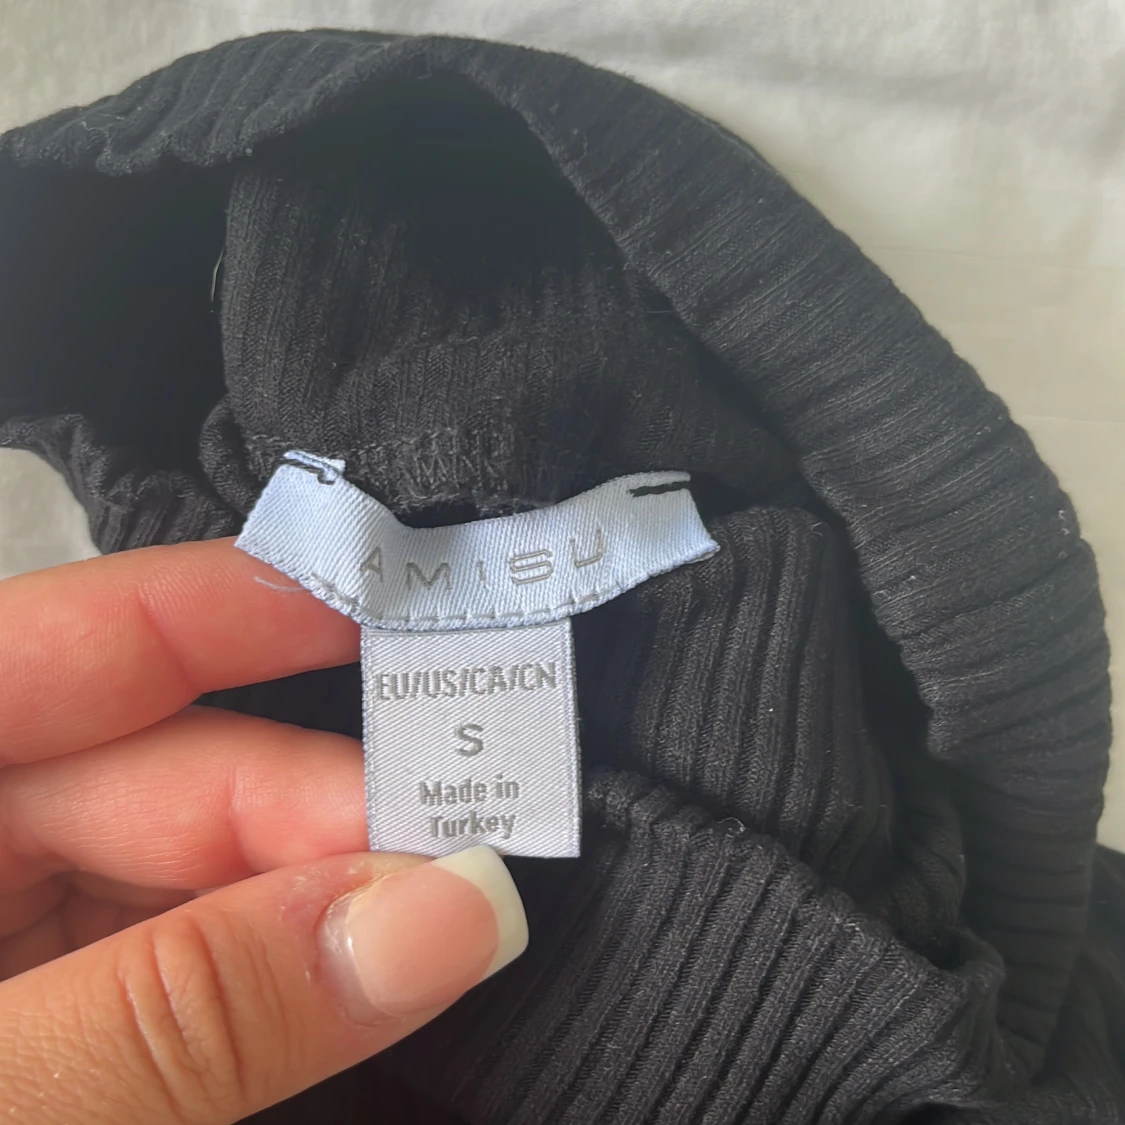 AMISU
EU/US/CA/CN
S
Made in
Turkey